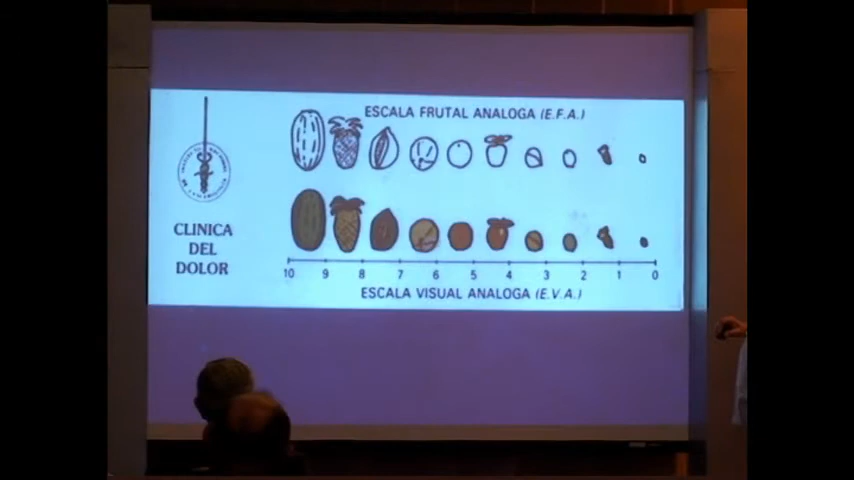 ESCALA FRUTAL ANALOGA (E.F.A.)
CLINICA
DEL
DOLOR
10 9 8 7 6 5 4 3 2 1 0
ESCALA VISUAL ANALOGA (E.V.A.)